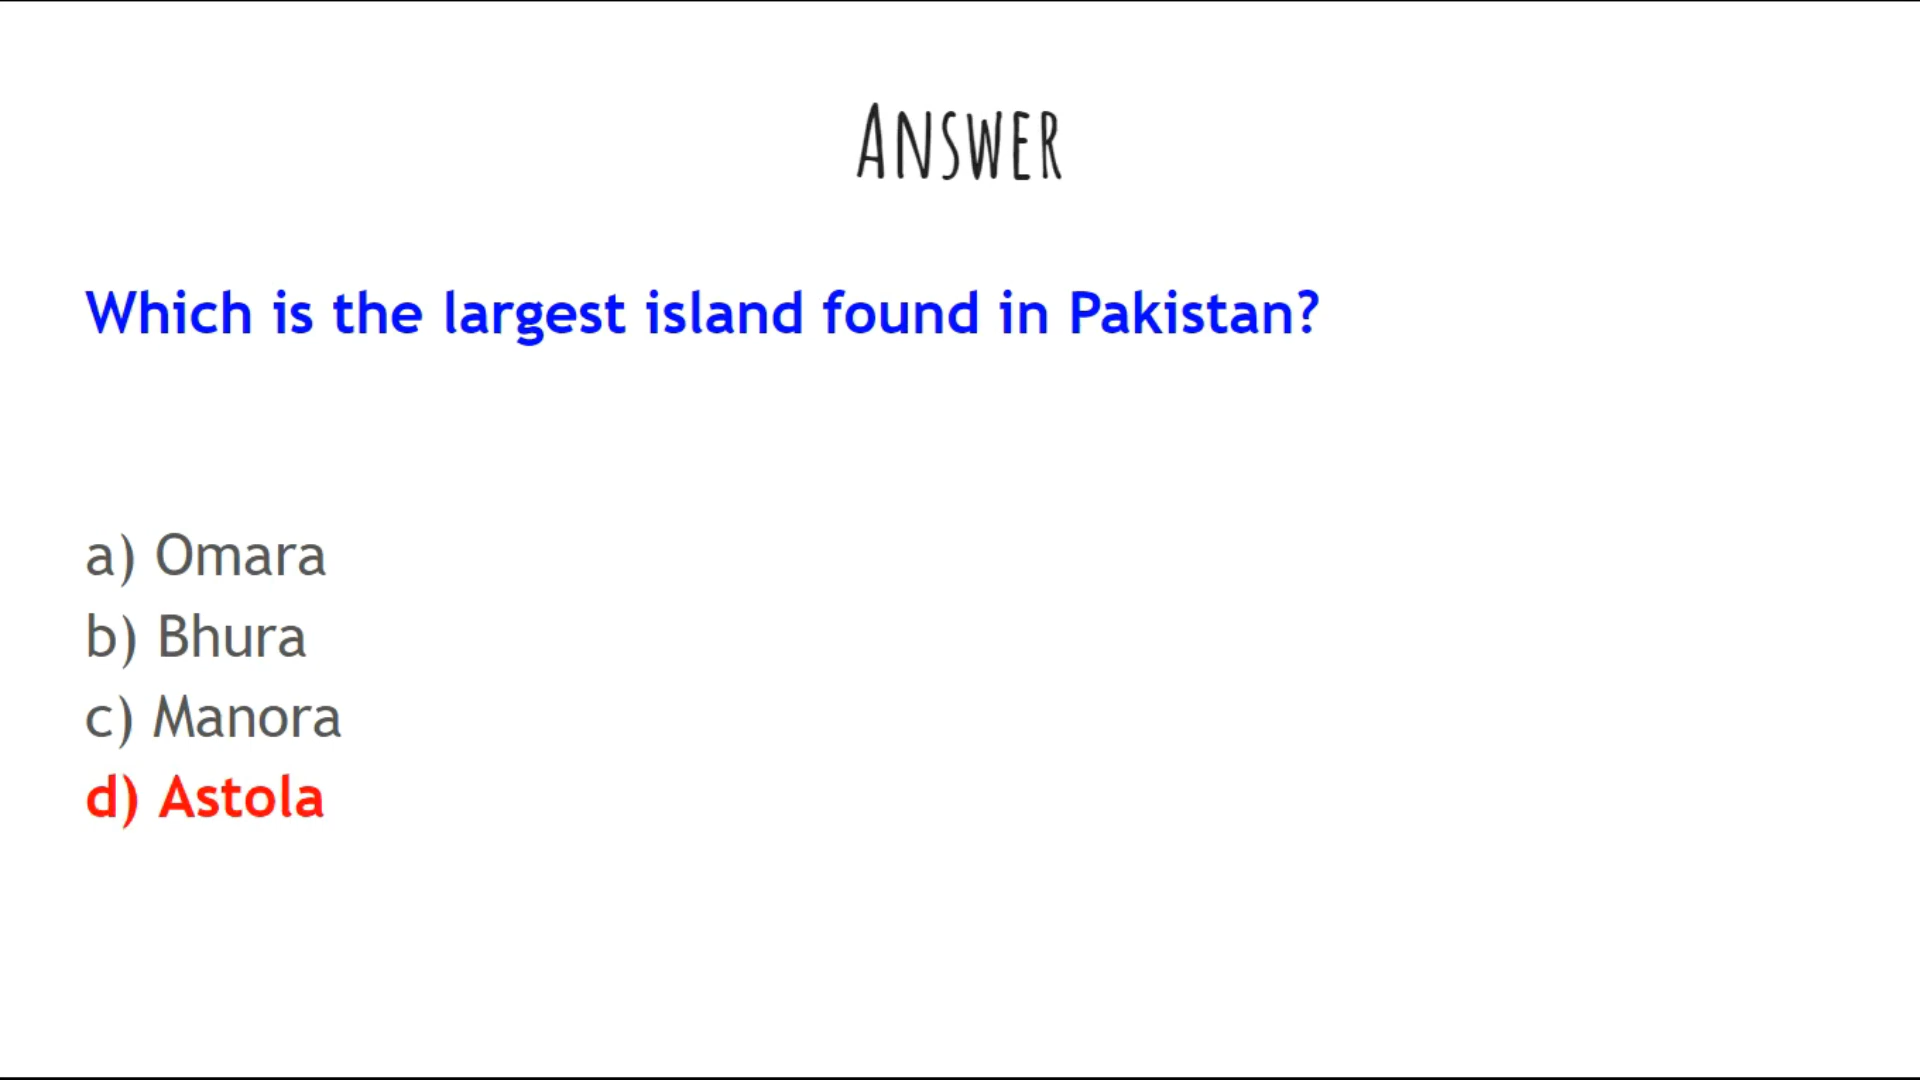 Answer
Which is the largest island found in Pakistan?
a) Omara
b) Bhura
c) Manora
d) Astola